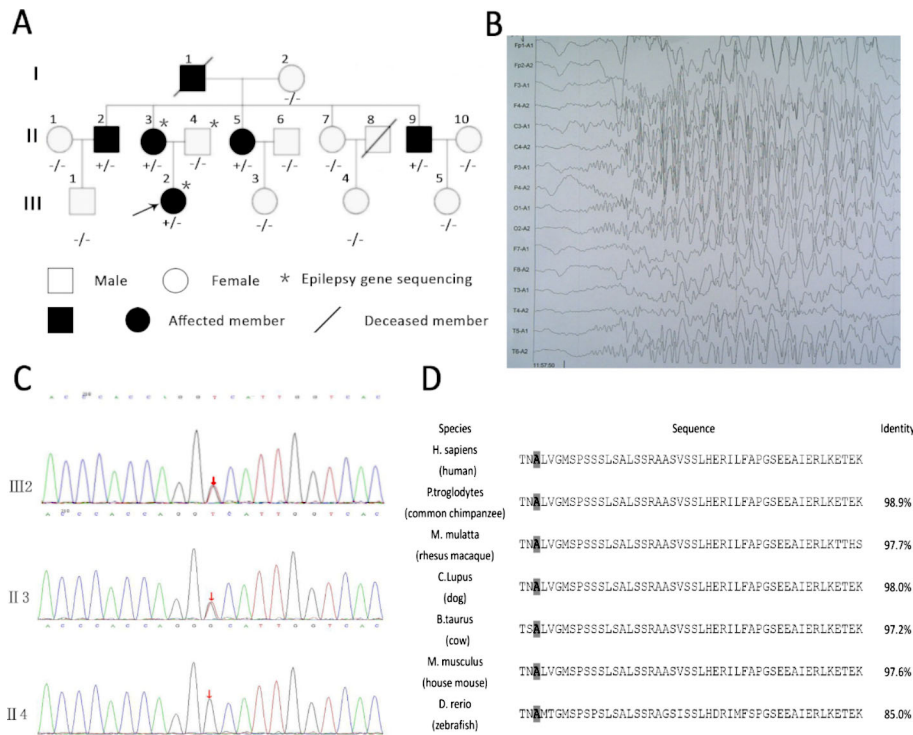 A
B
I
1
2
-/-
II
1
2
3
*
4
*
5
6
7
8
9
10
-/-
+/-
+/-
-/-
+/-
-/-
-/-
+/-
-/-
III
1
2
*
3
4
5
-/-
+/-
-/-
-/-
-/-
Male
Female
* Epilepsy gene sequencing
Affected member
Deceased member
Fp1-A1
Fp2-A2
F3-A1
F4-A2
C3-A1
C4-A2
P3-A1
P4-A2
O1-A1
O2-A2
F7-A1
F8-A2
T3-A1
T4-A2
T5-A1
T6-A2
11:57:50
C
III2
II3
II4
D
Species Sequence Identity
H. sapiens
(human)
TNALVGMSPSSSLSALSSRAASVSSLHERILFAPGSEEAIERLKETEK
P.troglodytes
(common chimpanzee)
TNALVGMSPSSSLSALSSRAASVSSLHERILFAPGSEEAIERLKETEK 98.9%
M. mulatta
(rhesus macaque)
TNALVGMSPSSSLSALSSRAASVSSLHERILFAPGSEEAIERLKTTHS 97.7%
C.Lupus
(dog)
TNALVGMSPSSSLSALSSRAASVSSLHERILFAPGSEEAIERLKETEK 98.0%
B.taurus
(cow)
TSALVGMSPSSSLSALSSRAASVSSLHERILFAPGSEEAIERLKETEK 97.2%
M. musculus
(house mouse)
TNALVGMSPSSSLSALSSRAASVSSLHERILFAPGSEEAIERLKETEK 97.6%
D. rerio
(zebrafish)
TNAMTGMSPSPSLSALSSRAGSISSLHDRIMFSPGSEEAIERLKETEK 85.0%